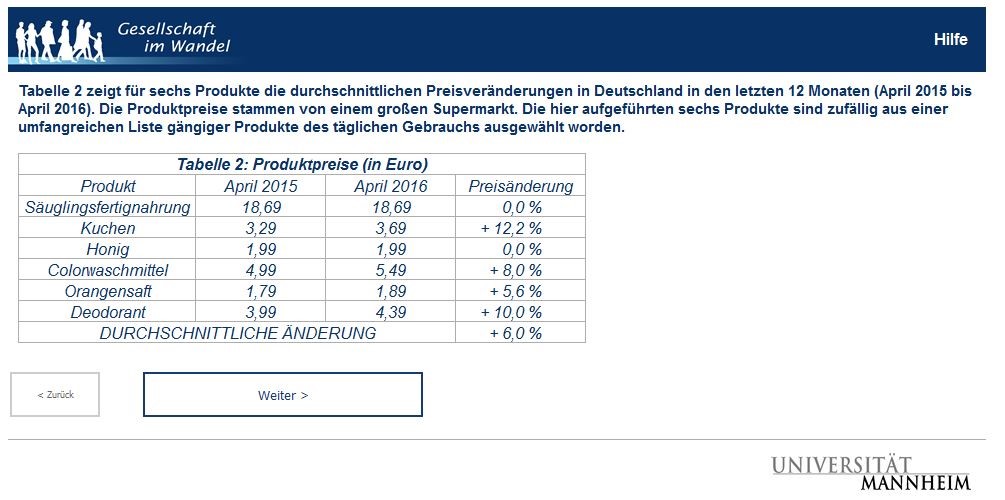 Gesellschaft
im Wandel
Hilfe
Tabelle 2 zeigt für sechs Produkte die durchschnittlichen Preisveränderungen in Deutschland in den letzten 12 Monaten (April 2015 bis
April 2016). Die Produktpreise stammen von einem großen Supermarkt. Die hier aufgeführten sechs Produkte sind zufällig aus einer
umfangreichen Liste gängiger Produkte des täglichen Gebrauchs ausgewählt worden.
Tabelle 2: Produktpreise (in Euro)
Produkt April 2015 April 2016 Preisänderung
Säuglingsfertignahrung 18,69 18,69 0,0 %
Kuchen 3,29 3,69 + 12,2 %
Honig 1,99 1,99 0,0 %
Colorwaschmittel 4,99 5,49 + 8,0 %
Orangensaft 1,79 1,89 + 5,6 %
Deodorant 3,99 4,39 + 10,0 %
DURCHSCHNITTLICHE ÄNDERUNG + 6,0 %
< Zurück
Weiter >
UNIVERSITÄT
MANNHEIM